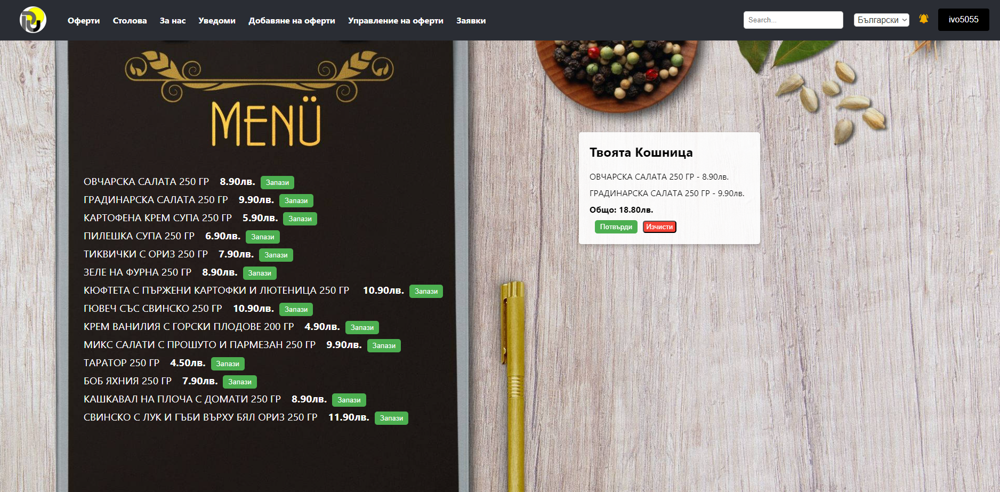 Оферти Столова За нас Уведоми Добавяне на оферти Управление на оферти Заявки Search... Български ivo5055
MENÜ
ОВЧАРСКА САЛАТА 250 ГР 8.90лв. Запази
ГРАДИНАРСКА САЛАТА 250 ГР 9.90лв. Запази
КАРТОФЕНА КРЕМ СУПА 250 ГР 5.90лв. Запази
ПИЛЕШКА СУПА 250 ГР 6.90лв. Запази
ТИКВИЧКИ С ОРИЗ 250 ГР 7.90лв. Запази
ЗЕЛЕ НА ФУРНА 250 ГР 8.90лв. Запази
КЮФТЕТА С ПЪРЖЕНИ КАРТОФКИ И ЛЮТЕНИЦА 250 ГР 10.90лв. Запази
ГЮВЕЧ СЪС СВИНСКО 250 ГР 10.90лв. Запази
КРЕМ ВАНИЛИЯ С ГОРСКИ ПЛОДОВЕ 200 ГР 4.90лв. Запази
МИКС САЛАТИ С ПРОШУТО И ПАРМЕЗАН 250 ГР 9.90лв. Запази
ТАРАТОР 250 ГР 4.50лв. Запази
БОБ ЯХНИЯ 250 ГР 7.90лв. Запази
КАШКАВАЛ НА ПЛОЧА С ДОМАТИ 250 ГР 8.90лв. Запази
СВИНСКО С ЛУК И ГЪБИ ВЪРХУ БЯЛ ОРИЗ 250 ГР 11.90лв. Запази
Твоята Кошница
ОВЧАРСКА САЛАТА 250 ГР - 8.90лв.
ГРАДИНАРСКА САЛАТА 250 ГР - 9.90лв.
Общо: 18.80лв.
Потвърди Изчисти